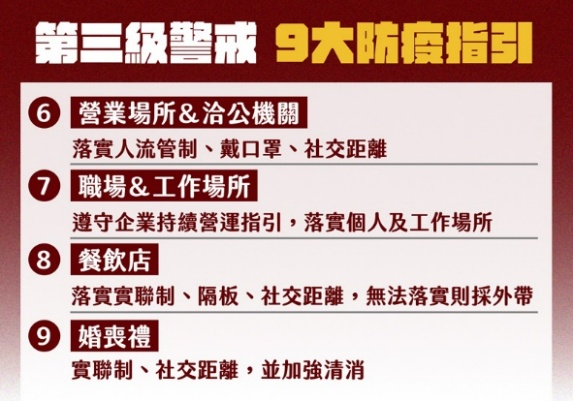 第三級警戒 9大防疫指引
6 營業場所&洽公機關
落實人流管制、戴口罩、社交距離
7 職場&工作場所
遵守企業持續營運指引，落實個人及工作場所
8 餐飲店
落實實聯制、隔板、社交距離，無法落實則採外帶
9 婚喪禮
實聯制、社交距離，並加強清消